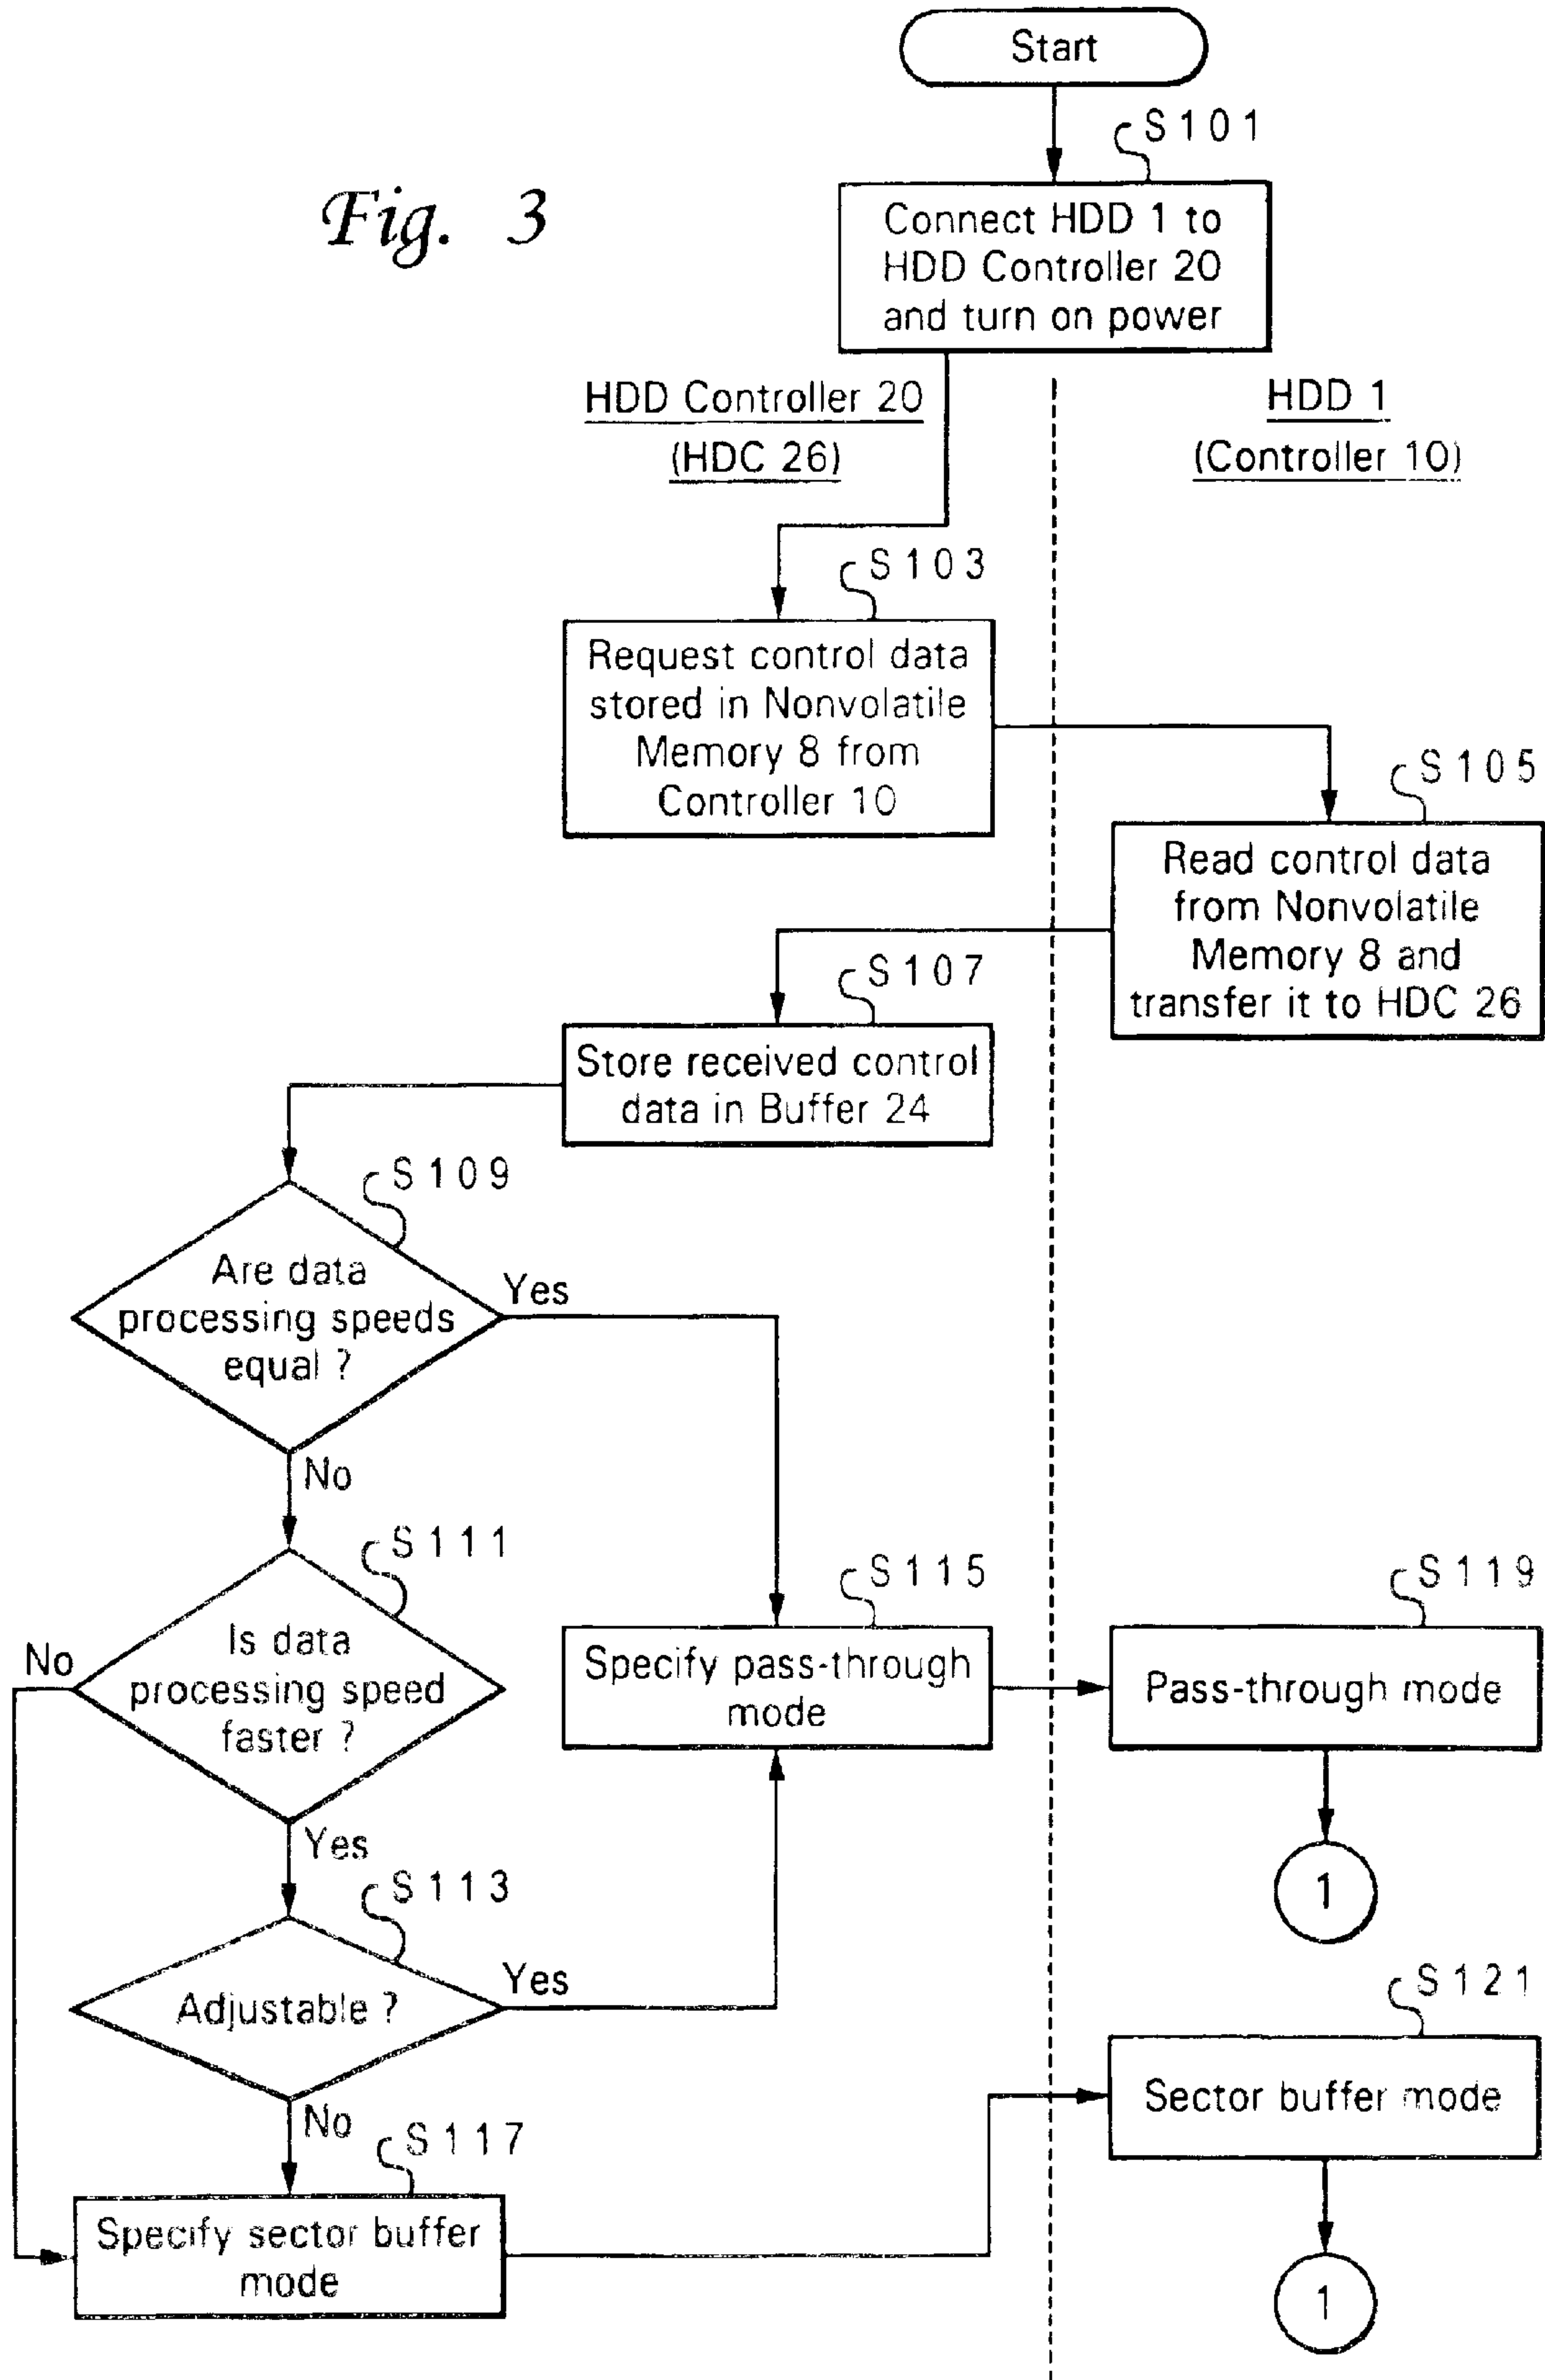 Start
S101
Fig. 3
Connect HDD 1 to
HDD Controller 20
and turn on power
HDD Controller 20
(HDC 26)
HDD 1
(Controller 10)
S103
Request control data
stored in Nonvolatile
Memory 8 from
Controller 10
S105
Read control data
from Nonvolatile
Memory 8 and
transfer it to HDC 26
S107
Store received control
data in Buffer 24
S109
Are data
processing speeds
equal ?
Yes
No
S111
Is data
processing speed
faster ?
No
Yes
S115
Specify pass-through
mode
S119
Pass-through mode
1
S113
Adjustable ?
Yes
No
S121
Sector buffer mode
1
S117
Specify sector buffer
mode